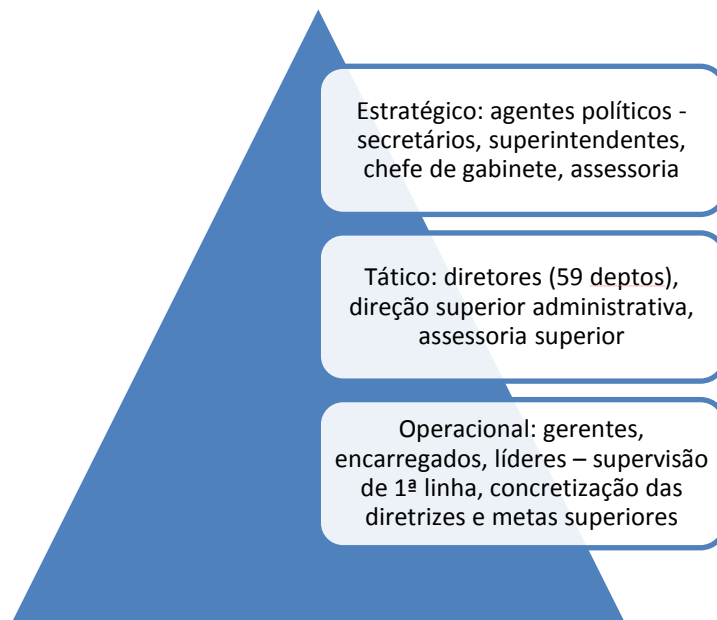 Estratégico: agentes políticos -
secretários, superintendentes,
chefe de gabinete, assessoria
Tático: diretores (59 deptos),
direção superior administrativa,
assessoria superior
Operacional: gerentes,
encarregados, líderes – supervisão
de 1ª linha, concretização das
diretrizes e metas superiores